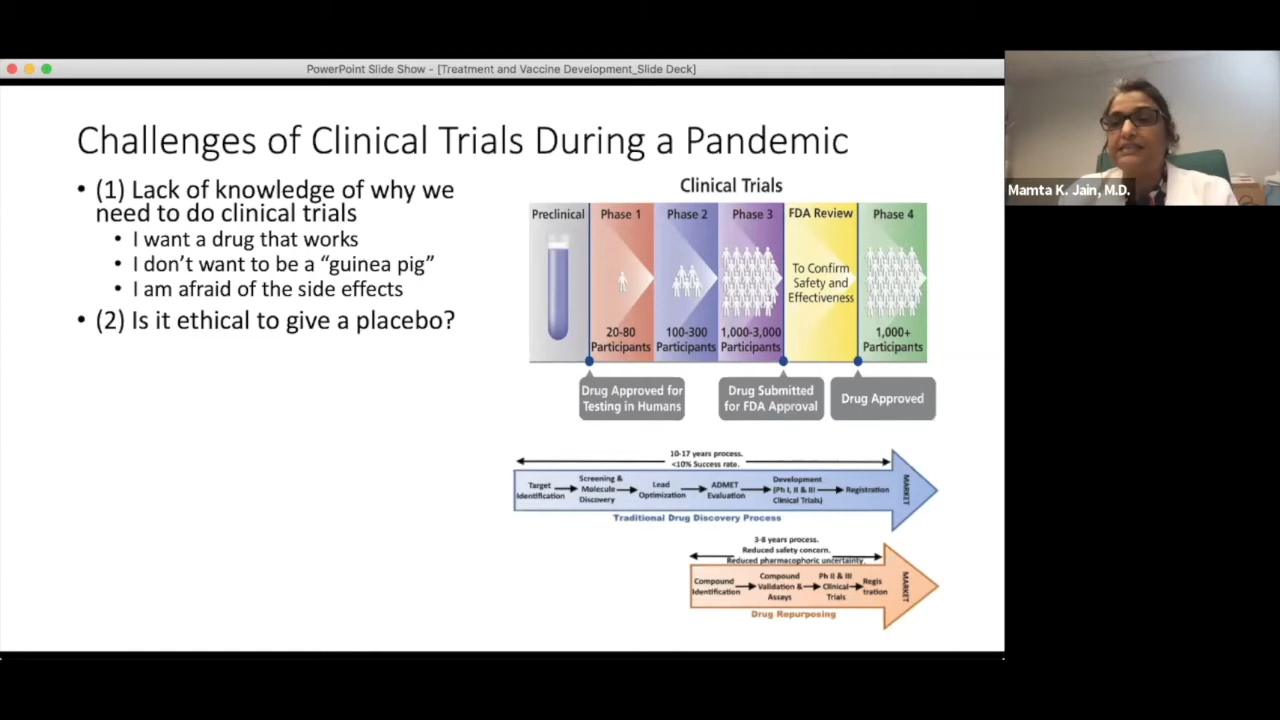 PowerPoint Slide Show - [Treatment and Vaccine Development_Slide Deck]
Challenges of Clinical Trials During a Pandemic
• (1) Lack of knowledge of why we
need to do clinical trials
• I want a drug that works
• I don't want to be a “guinea pig”
• I am afraid of the side effects
• (2) Is it ethical to give a placebo?
Clinical Trials
Preclinical
Phase 1
20-80
Participants
Phase 2
100-300
Participants
Phase 3
1,000-3,000
Participants
FDA Review
To Confirm
Safety and
Effectiveness
Phase 4
1,000+
Participants
Drug Approved for
Testing in Humans
Drug Submitted
for FDA Approval
Drug Approved
10-17 years process.
<10% Success rate.
Target
Identification
Screening &
Molecule
Discovery
Lead
Optimization
ADMET
Evaluation
Development
(Ph I, II & III
Clinical Trials)
Registration
MARKET
Traditional Drug Discovery Process
3-8 years process.
Reduced safety concern.
Reduced pharmacophoric uncertainty.
Compound
Identification
Compound
Validation &
Assays
Ph II & III
Clinical
Trials
Regis
tration
MARKET
Drug Repurposing
Mamta K. Jain, M.D.